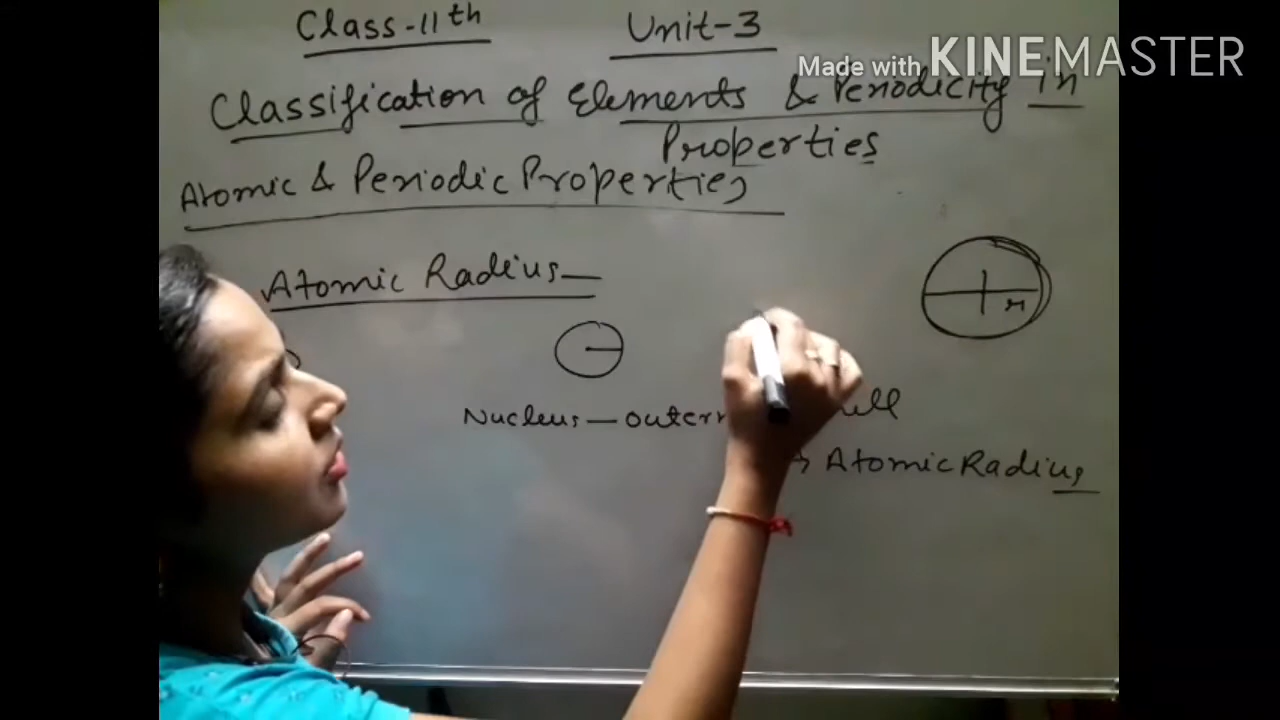 Class-11th Unit-3
Made with KINEMASTER
Classification of Elements & Periodicity in
Properties
Atomic & Periodic Properties
Atomic Radius—
r
Nucleus — outer
Atomic Radius